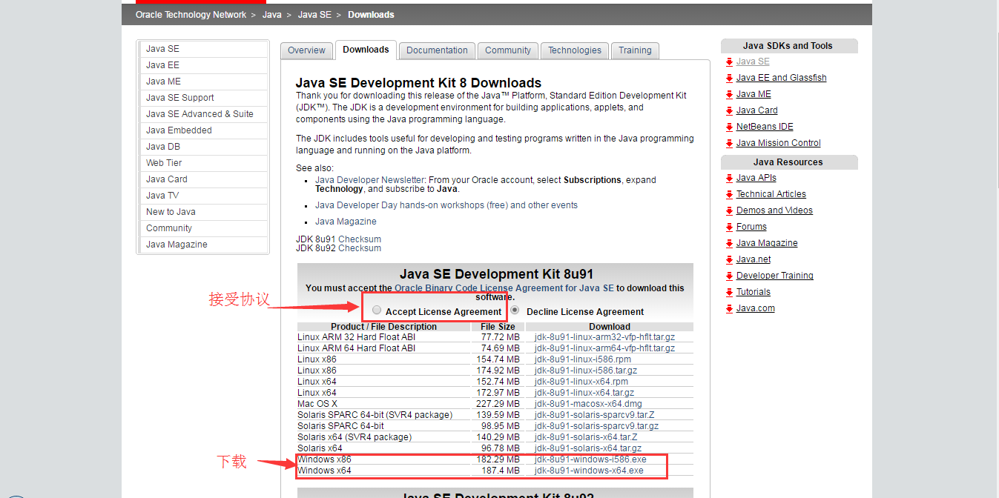 Oracle Technology Network > Java > Java SE > Downloads
Java SE
Java EE
Java ME
Java SE Support
Java SE Advanced & Suite
Java Embedded
Java DB
Web Tier
Java Card
Java TV
New to Java
Community
Java Magazine
Overview Downloads Documentation Community Technologies Training
Java SE Development Kit 8 Downloads
Thank you for downloading this release of the Java™ Platform, Standard Edition Development Kit
(JDK™). The JDK is a development environment for building applications, applets, and
components using the Java programming language.
The JDK includes tools useful for developing and testing programs written in the Java programming
language and running on the Java platform.
See also:
Java Developer Newsletter: From your Oracle account, select Subscriptions, expand
Technology, and subscribe to Java.
Java Developer Day hands-on workshops (free) and other events
Java Magazine
JDK 8u91 Checksum
JDK 8u92 Checksum
Java SE Development Kit 8u91
You must accept the Oracle Binary Code License Agreement for Java SE to download this
software.
接受协议
Accept License Agreement Decline License Agreement
Product / File Description File Size Download
Linux ARM 32 Hard Float ABI 77.72 MB jdk-8u91-linux-arm32-vfp-hflt.tar.gz
Linux ARM 64 Hard Float ABI 74.69 MB jdk-8u91-linux-arm64-vfp-hflt.tar.gz
Linux x86 154.74 MB jdk-8u91-linux-i586.rpm
Linux x86 174.92 MB jdk-8u91-linux-i586.tar.gz
Linux x64 152.74 MB jdk-8u91-linux-x64.rpm
Linux x64 172.97 MB jdk-8u91-linux-x64.tar.gz
Mac OS X 227.29 MB jdk-8u91-macosx-x64.dmg
Solaris SPARC 64-bit (SVR4 package) 139.59 MB jdk-8u91-solaris-sparcv9.tar.Z
Solaris SPARC 64-bit 98.95 MB jdk-8u91-solaris-sparcv9.tar.gz
Solaris x64 (SVR4 package) 140.29 MB jdk-8u91-solaris-x64.tar.Z
Solaris x64 96.78 MB jdk-8u91-solaris-x64.tar.gz
下载
Windows x86 182.29 MB jdk-8u91-windows-i586.exe
Windows x64 187.4 MB jdk-8u91-windows-x64.exe
Java SE Development Kit 8u92
Java SDKs and Tools
Java SE
Java EE and Glassfish
Java ME
Java Card
NetBeans IDE
Java Mission Control
Java Resources
Java APIs
Technical Articles
Demos and Videos
Forums
Java Magazine
Java.net
Developer Training
Tutorials
Java.com